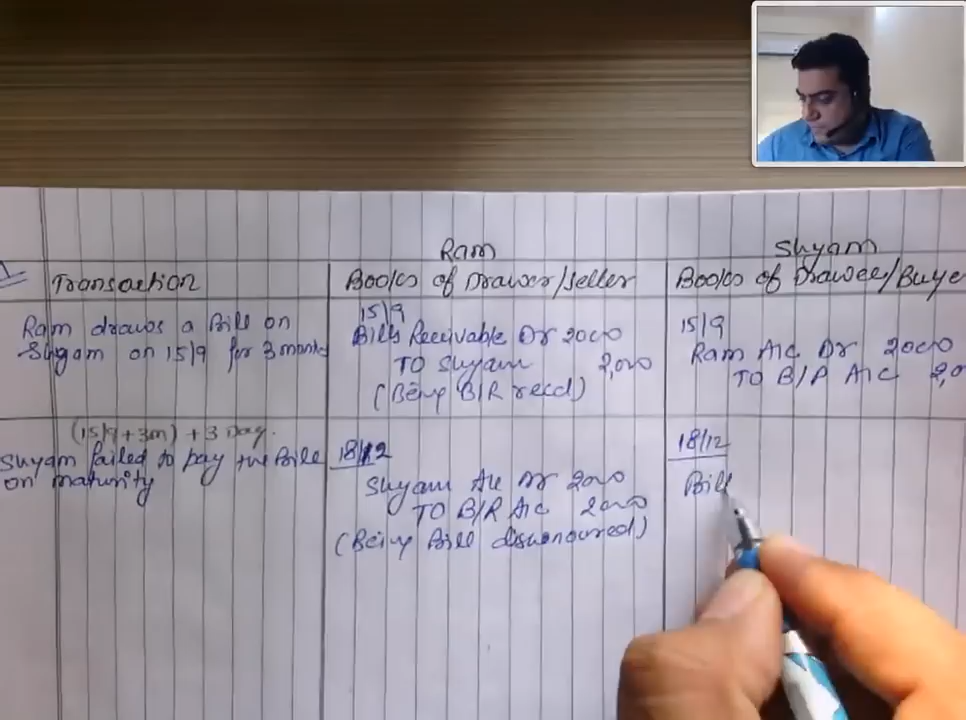 Ram
Shyam
Transaction
Books of Drawer/Seller
Books of Drawee/Buye
Ram draws a Bill on
Shyam on 15/9 for 3 months
15/9
Bills Receivable Dr 2000
TO Shyam 2,000
(Being B/R recd)
15/9
Ram A/c Dr 2000
TO B/P A/c 2,0
(15/9+3m) + 3 Day.
Shyam failed to pay the Bill
on maturity
18/12
Shyam A/c Dr 2000
TO B/R A/c 2000
(Being Bill dishonoured)
18/12
Bill